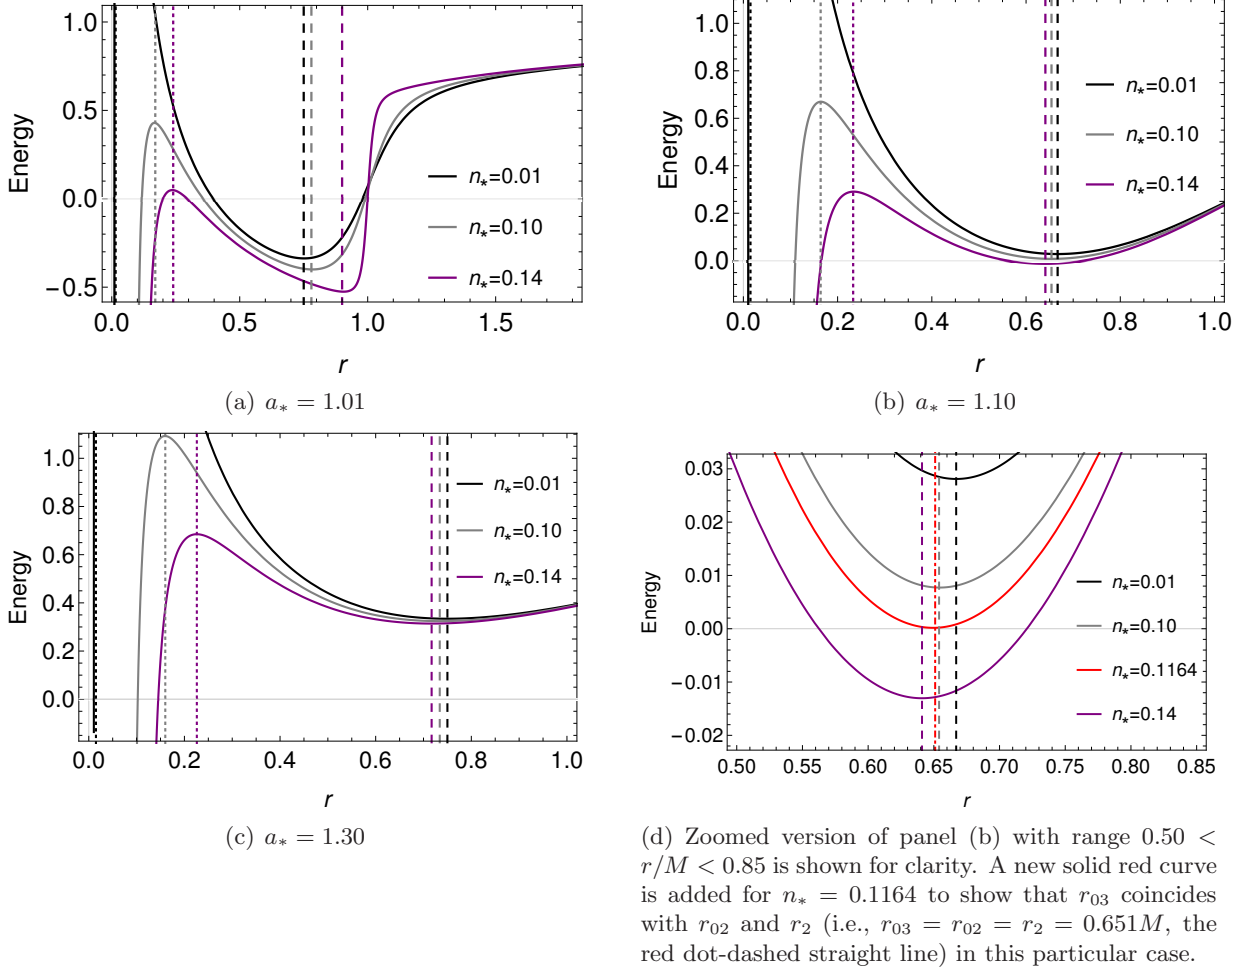 1.0
0.5
0.0
-0.5
Energy
0.0 0.5 1.0 1.5
r
n*=0.01
n*=0.10
n*=0.14
(a) a* = 1.01
1.0
0.8
0.6
0.4
0.2
0.0
Energy
0.0 0.2 0.4 0.6 0.8 1.0
r
n*=0.01
n*=0.10
n*=0.14
(b) a* = 1.10
1.0
0.8
0.6
0.4
0.2
0.0
Energy
0.0 0.2 0.4 0.6 0.8 1.0
r
n*=0.01
n*=0.10
n*=0.14
(c) a* = 1.30
0.03
0.02
0.01
0.00
−0.01
−0.02
Energy
0.50 0.55 0.60 0.65 0.70 0.75 0.80 0.85
r
n*=0.01
n*=0.10
n*=0.1164
n*=0.14
(d) Zoomed version of panel (b) with range 0.50 <
r/M < 0.85 is shown for clarity. A new solid red curve
is added for n* = 0.1164 to show that r03 coincides
with r02 and r2 (i.e., r03 = r02 = r2 = 0.651M, the
red dot-dashed straight line) in this particular case.